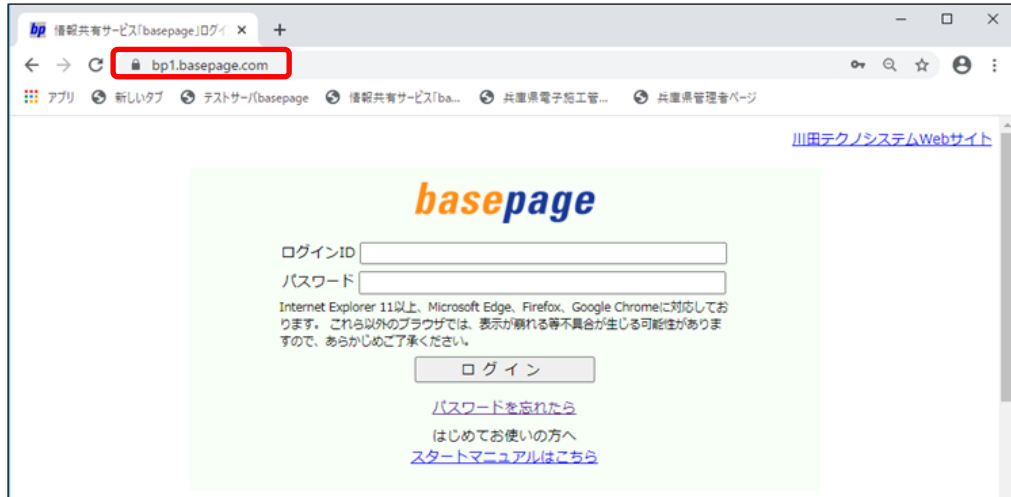 bp 情報共有サービス「basepage」ログイ
bp1.basepage.com
アプリ 新しいタブ テストサーバbasepage 情報共有サービス「ba... 兵庫県電子施工管... 兵庫県管理者ページ
川田テクノシステムWebサイト
basepage
ログインID
パスワード
Internet Explorer 11以上、Microsoft Edge、Firefox、Google Chromeに対応してお
ります。 これら以外のブラウザでは、表示が崩れる等不具合が生じる可能性がありま
すので、あらかじめご了承ください。
ログイン
パスワードを忘れたら
はじめてお使いの方へ
スタートマニュアルはこちら